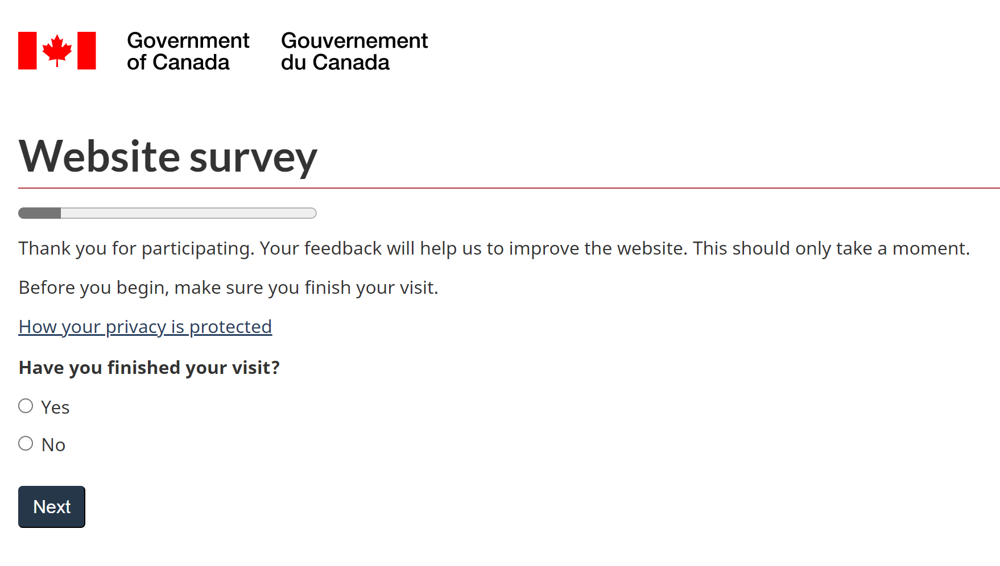 Government of Canada
Gouvernement du Canada
Website survey
Thank you for participating. Your feedback will help us to improve the website. This should only take a moment.
Before you begin, make sure you finish your visit.
How your privacy is protected
Have you finished your visit?
Yes
No
Next